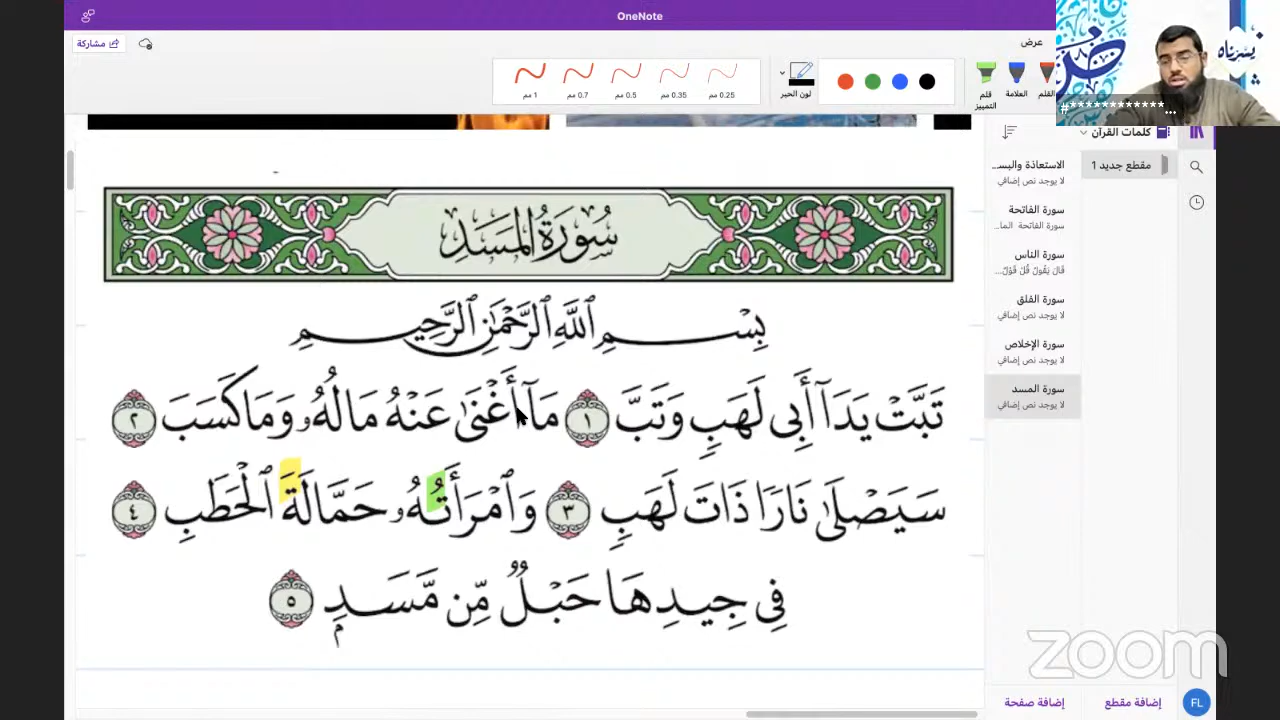 OneNote
مشاركة
عرض
1 مم
0.7 مم
0.5 مم
0.35 مم
0.25 مم
لون الحبر
قلم التمييز
العلامة
القلم
#************...
كلمات القرآن
مقطع جديد 1
الاستعاذة والبس...
لا يوجد نص إضافي
سورة الفاتحة
سورة الفاتحة الما...
سورة الناس
قَالَ يَقُولُ قُلْ قَوْلٌ...
سورة الفلق
لا يوجد نص إضافي
سورة الإخلاص
لا يوجد نص إضافي
سورة المسد
لا يوجد نص إضافي
سُورَةُ المَسَدِ
بِسْمِ ٱللَّهِ ٱلرَّحْمَٰنِ ٱلرَّحِيمِ
تَبَّتْ يَدَآ أَبِى لَهَبٍ وَتَبَّ ١ مَآ أَغْنَىٰ عَنْهُ مَالُهُۥ وَمَا كَسَبَ ٢
سَيَصْلَىٰ نَارًا ذَاتَ لَهَبٍ ٣ وَٱمْرَأَتُهُۥ حَمَّالَةَ ٱلْحَطَبِ ٤
فِى جِيدِهَا حَبْلٌ مِّن مَّسَدٍۭ ٥
zoom
إضافة صفحة
إضافة مقطع
FL